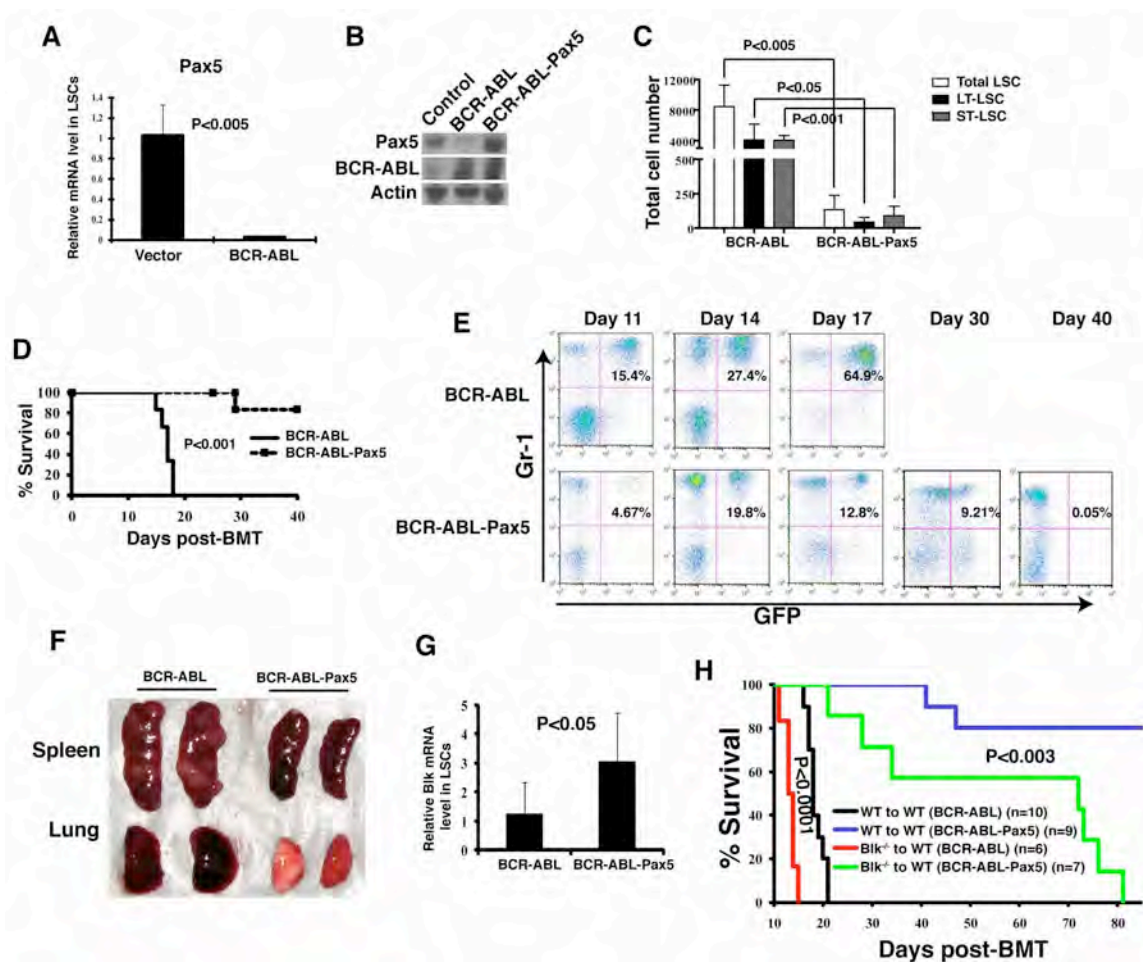 A
Pax5
Relative mRNA level in LSCs
1.4
1.2
1
0.8
0.6
0.4
0.2
0
P<0.005
Vector
BCR-ABL
B
Control
BCR-ABL
BCR-ABL-Pax5
Pax5
BCR-ABL
Actin
C
P<0.005
P<0.05
P<0.001
Total LSC
LT-LSC
ST-LSC
Total cell number
12000
8000
4000
500
250
0
BCR-ABL
BCR-ABL-Pax5
D
% Survival
100
80
60
40
20
0
P<0.001
BCR-ABL
BCR-ABL-Pax5
0
20
40
Days post-BMT
E
Day 11
Day 14
Day 17
Day 30
Day 40
BCR-ABL
15.4%
27.4%
64.9%
Gr-1
BCR-ABL-Pax5
4.67%
19.8%
12.8%
9.21%
0.05%
GFP
F
BCR-ABL
BCR-ABL-Pax5
Spleen
Lung
G
Relative Blk mRNA
level in LSCs
5
4
3
2
1
0
P<0.05
BCR-ABL
BCR-ABL-Pax5
H
% Survival
100
80
60
40
20
0
P<0.0001
P<0.003
WT to WT (BCR-ABL) (n=10)
WT to WT (BCR-ABL-Pax5) (n=9)
Blk-/- to WT (BCR-ABL) (n=6)
Blk-/- to WT (BCR-ABL-Pax5) (n=7)
10
20
30
40
50
60
70
80
Days post-BMT